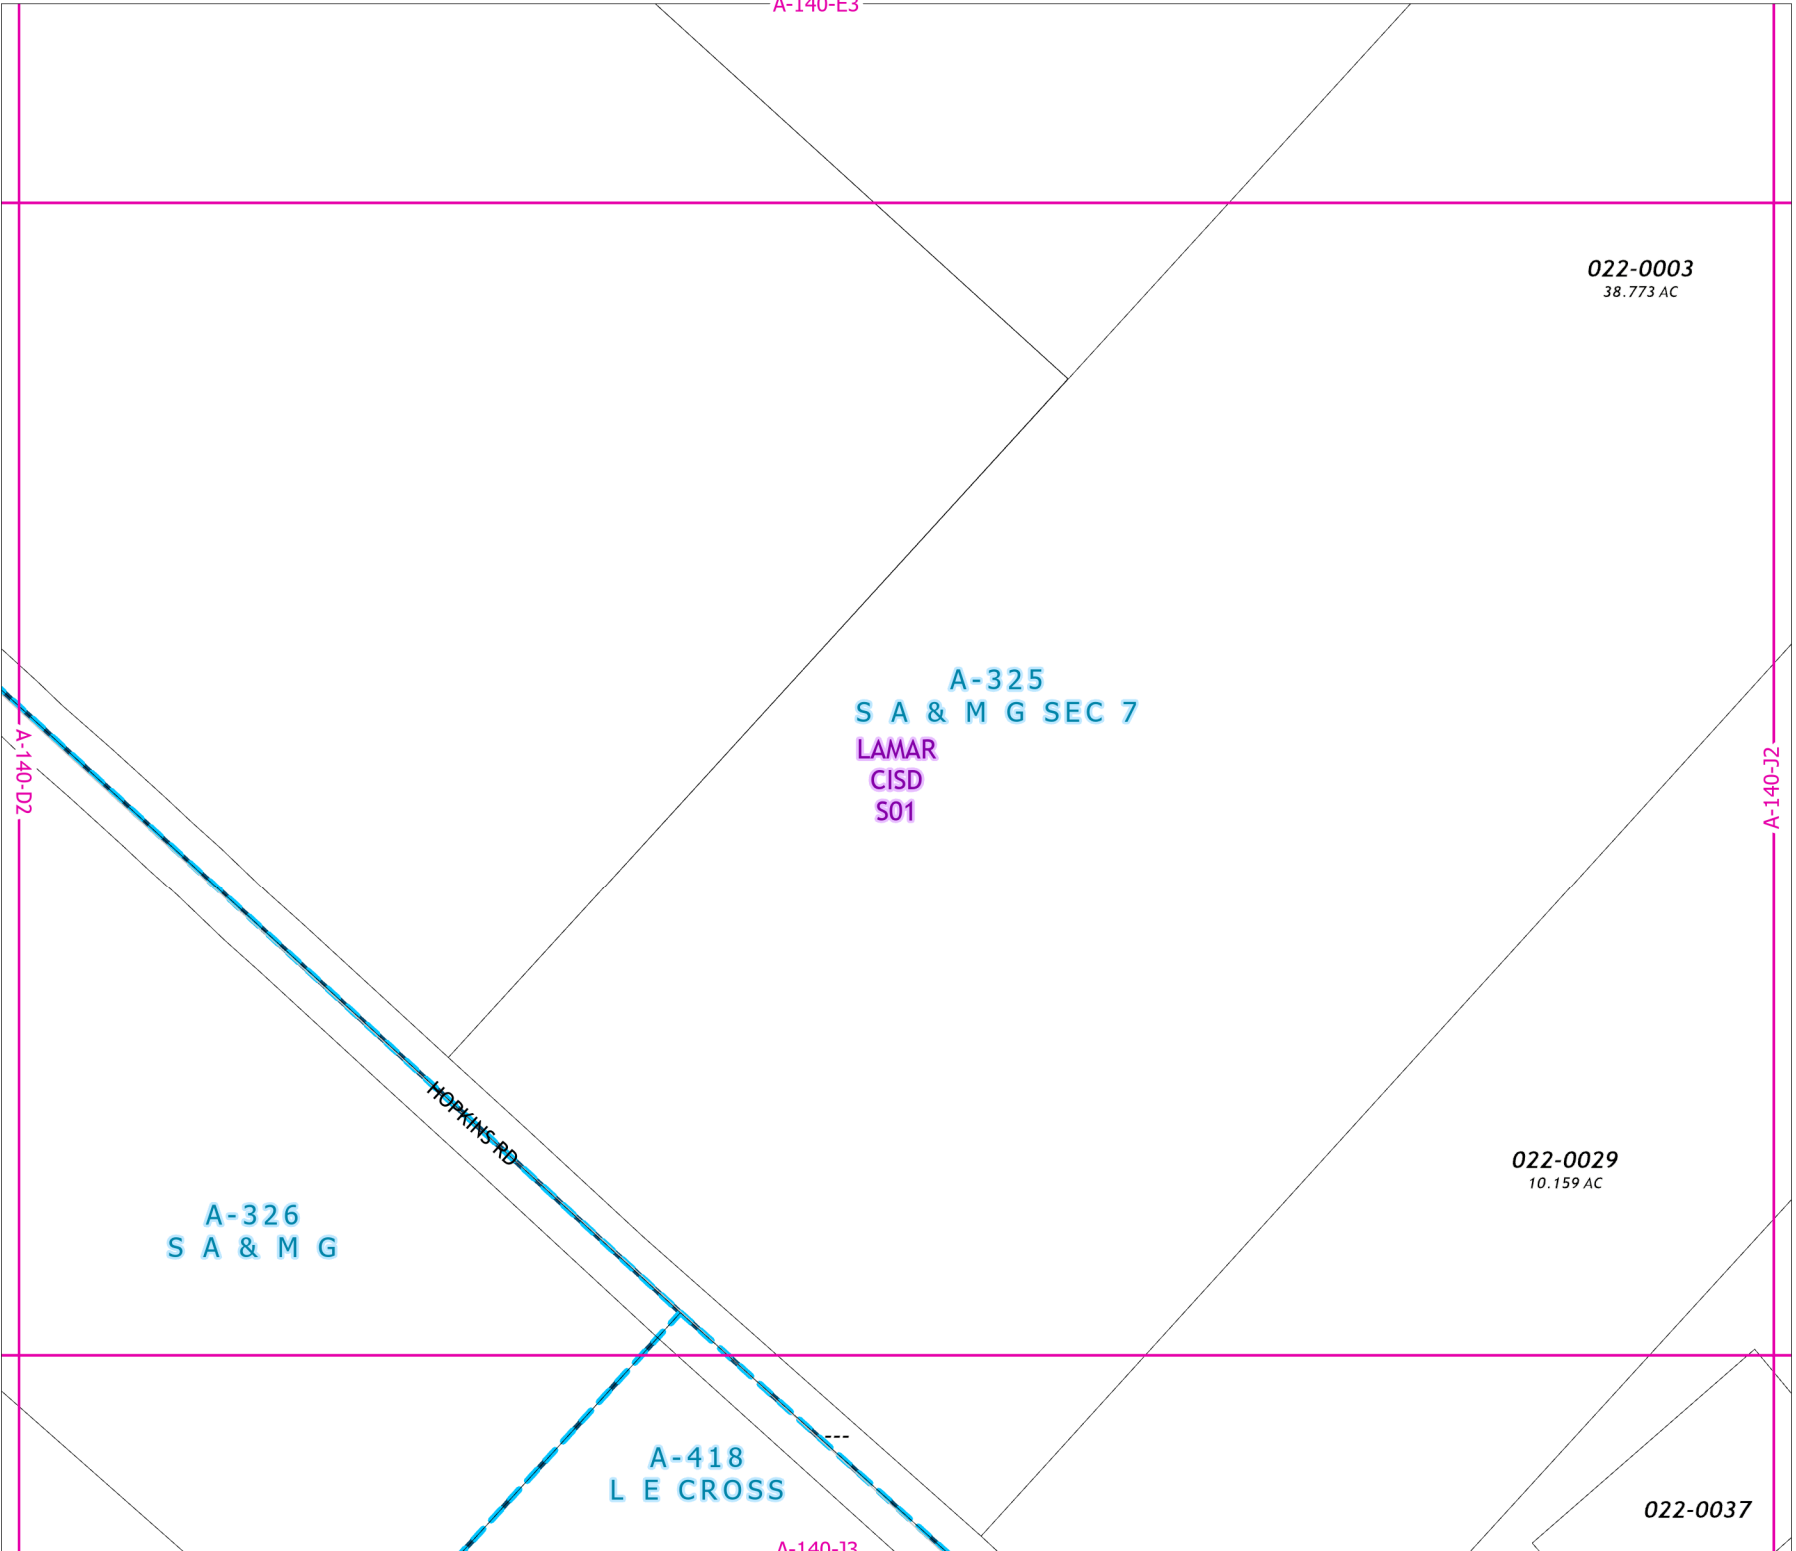 A-140-E3
022-0003
38.773 AC
A-325
S A & M G SEC 7
LAMAR
CISD
S01
A-140-D2
A-140-J2
HOPKINS RD
022-0029
10.159 AC
A-326
S A & M G
---
A-418
L E CROSS
022-0037
A-140-J3